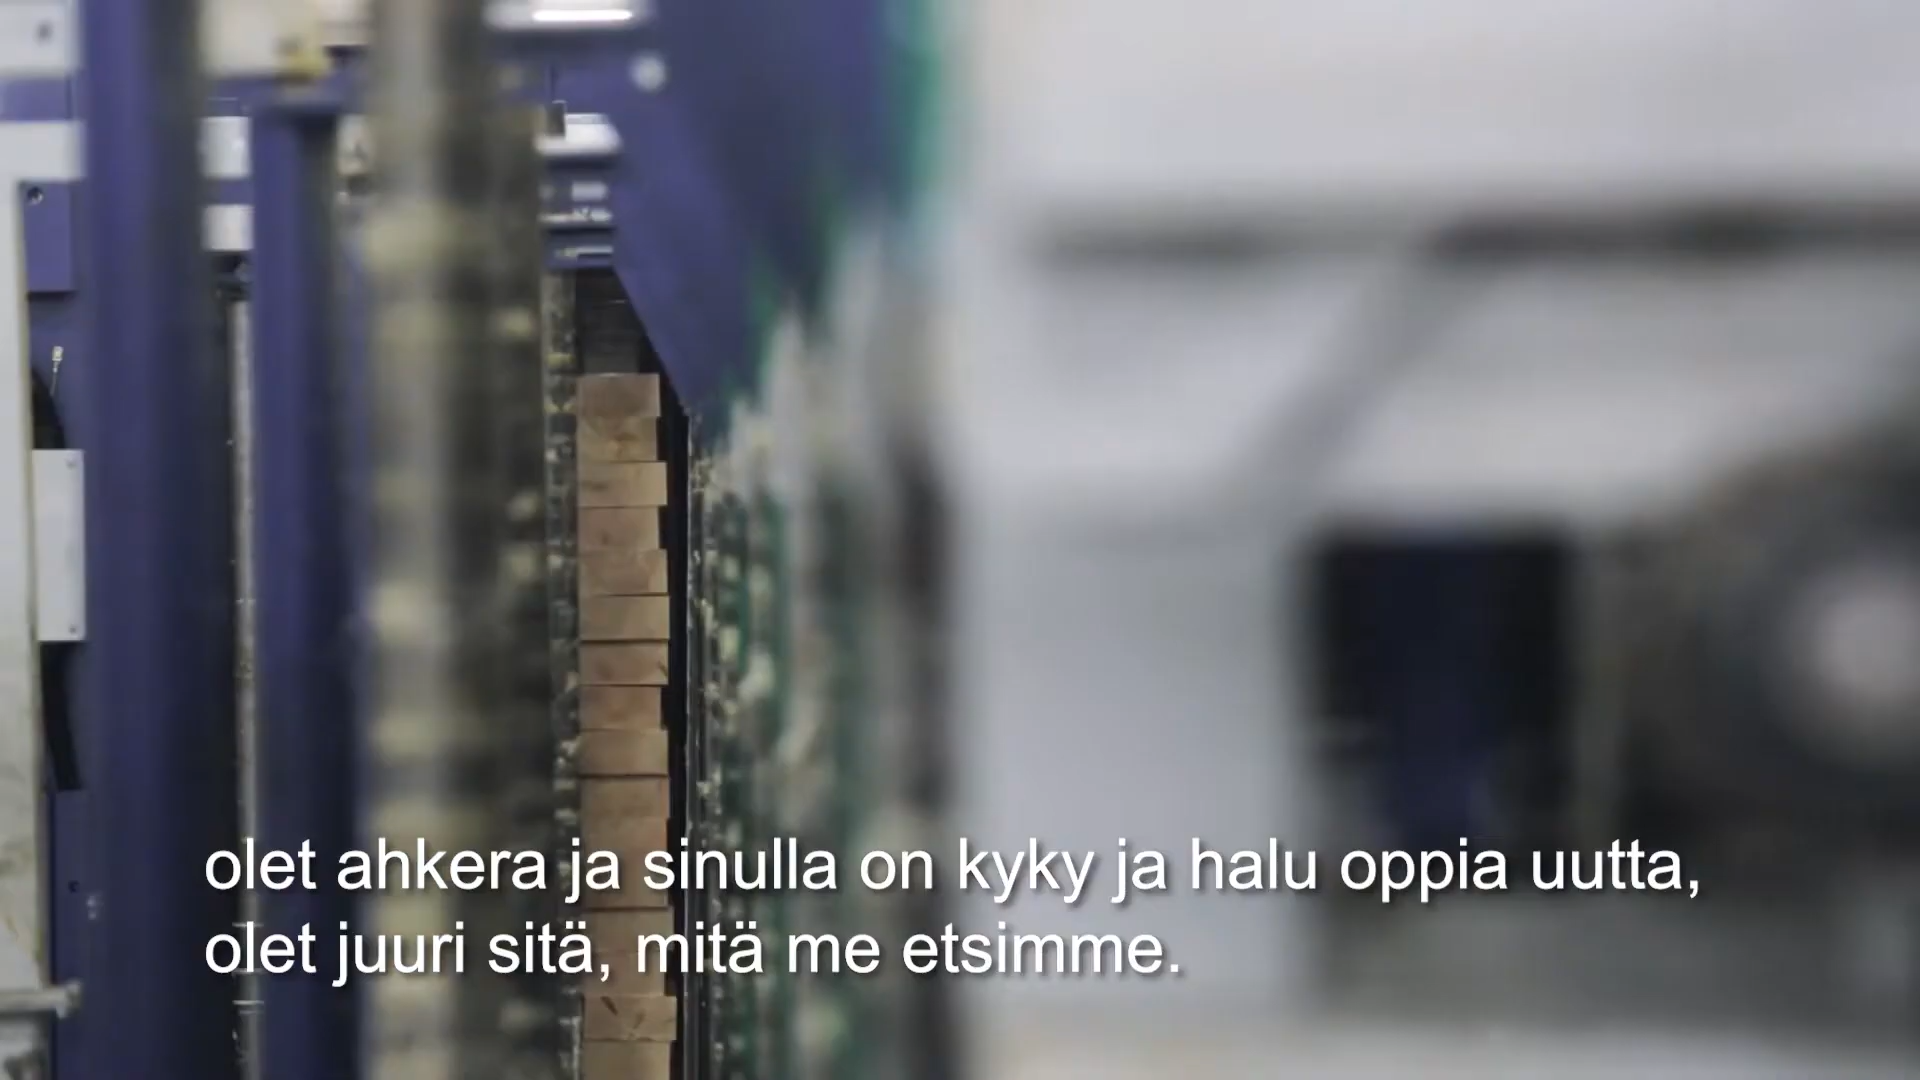 olet ahkera ja sinulla on kyky ja halu oppia uutta,
olet juuri sitä, mitä me etsimme.